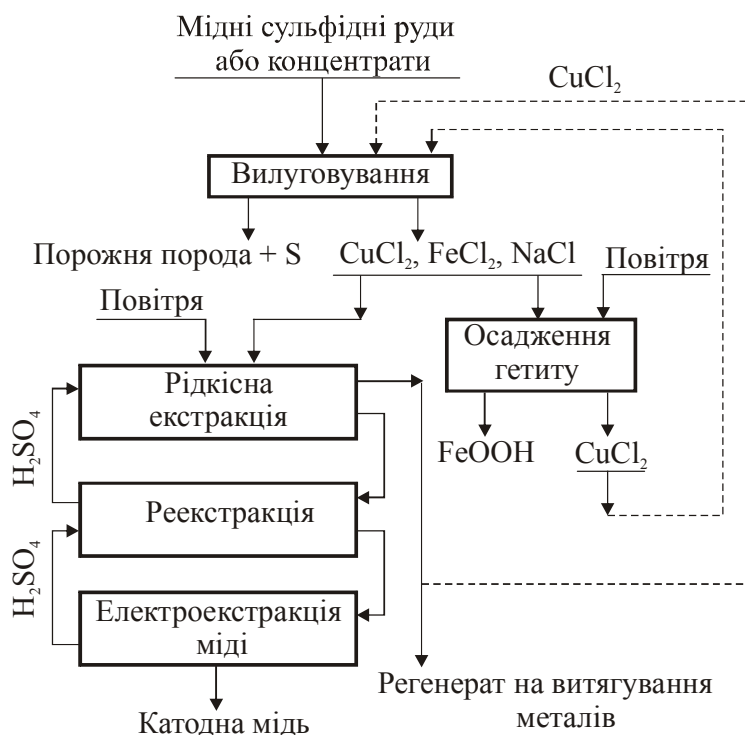 Мідні сульфідні руди
або концентрати
CuCl₂
Вилуговування
Порожня порода + S
CuCl₂, FeCl₂, NaCl
Повітря
Повітря
Осадження
гетиту
Рідкісна
екстракція
H₂SO₄
FeOOH
CuCl₂
Реекстракція
H₂SO₄
Електроекстракція
міді
Регенерат на витягування
металів
Катодна мідь